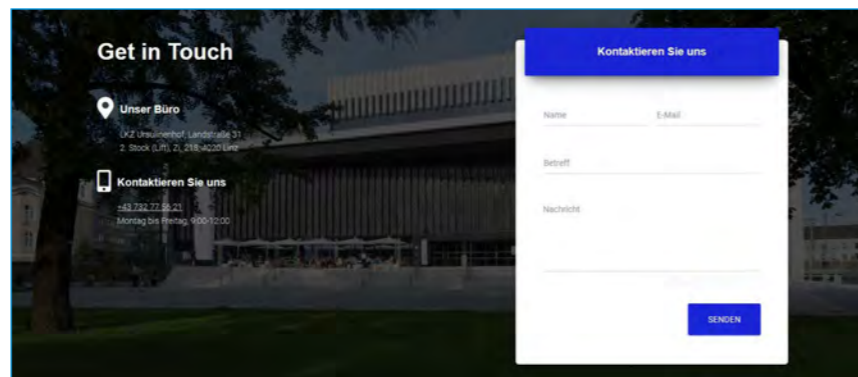 Get in Touch
Unser Büro
LKZ Ursulinenhof, Landstraße 31
2. Stock (Lift), Zi. 218, 4020 Linz
Kontaktieren Sie uns
+43 732 77 56 21
Montag bis Freitag, 9:00-12:00
Kontaktieren Sie uns
Name E-Mail
Betreff
Nachricht
SENDEN